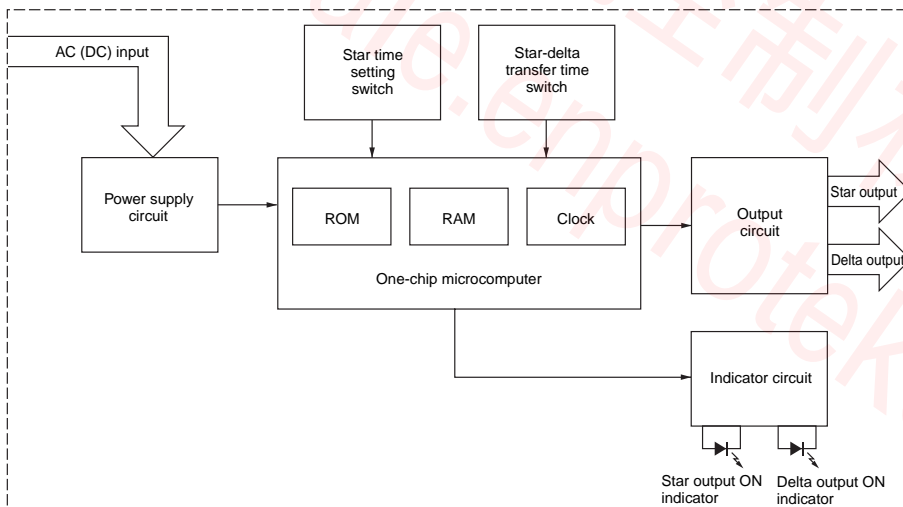 AC (DC) input
Star time
setting
switch
Star-delta
transfer time
switch
Power supply
circuit
ROM
RAM
Clock
One-chip microcomputer
Output
circuit
Star output
Delta output
Indicator circuit
Star output ON
indicator
Delta output ON
indicator